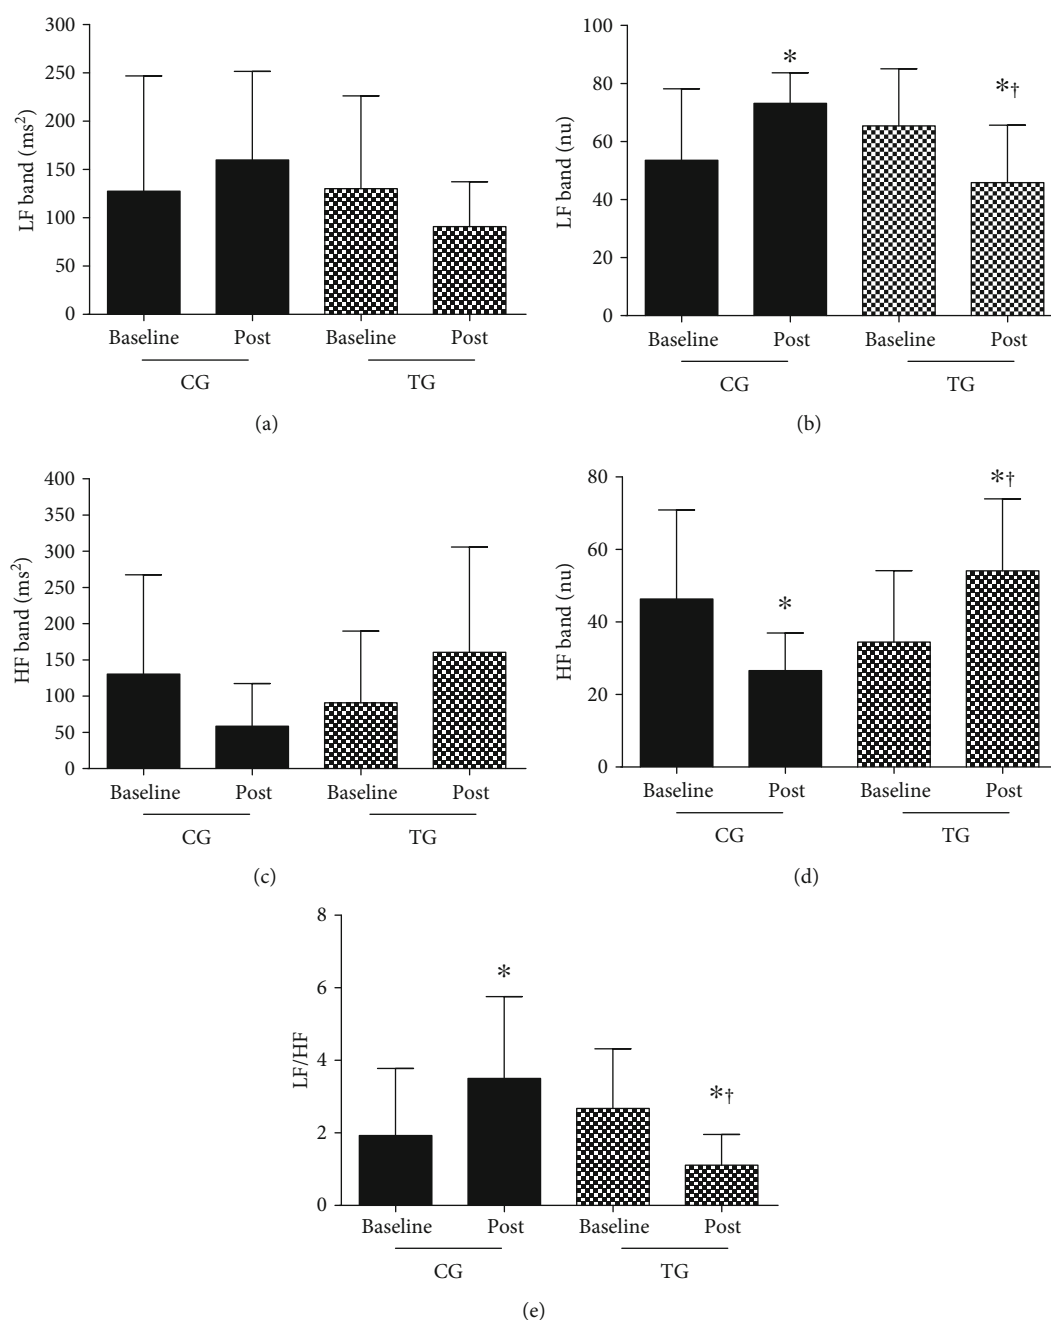 300
250
200
150
100
50
0
LF band (ms²)
Baseline Post Baseline Post
CG TG
(a)
100
80
60
40
20
0
LF band (nu)
*
*†
Baseline Post Baseline Post
CG TG
(b)
400
350
300
250
200
150
100
50
0
HF band (ms²)
Baseline Post Baseline Post
CG TG
(c)
80
60
40
20
0
HF band (nu)
*
*†
Baseline Post Baseline Post
CG TG
(d)
8
6
4
2
0
LF/HF
*
*†
Baseline Post Baseline Post
CG TG
(e)